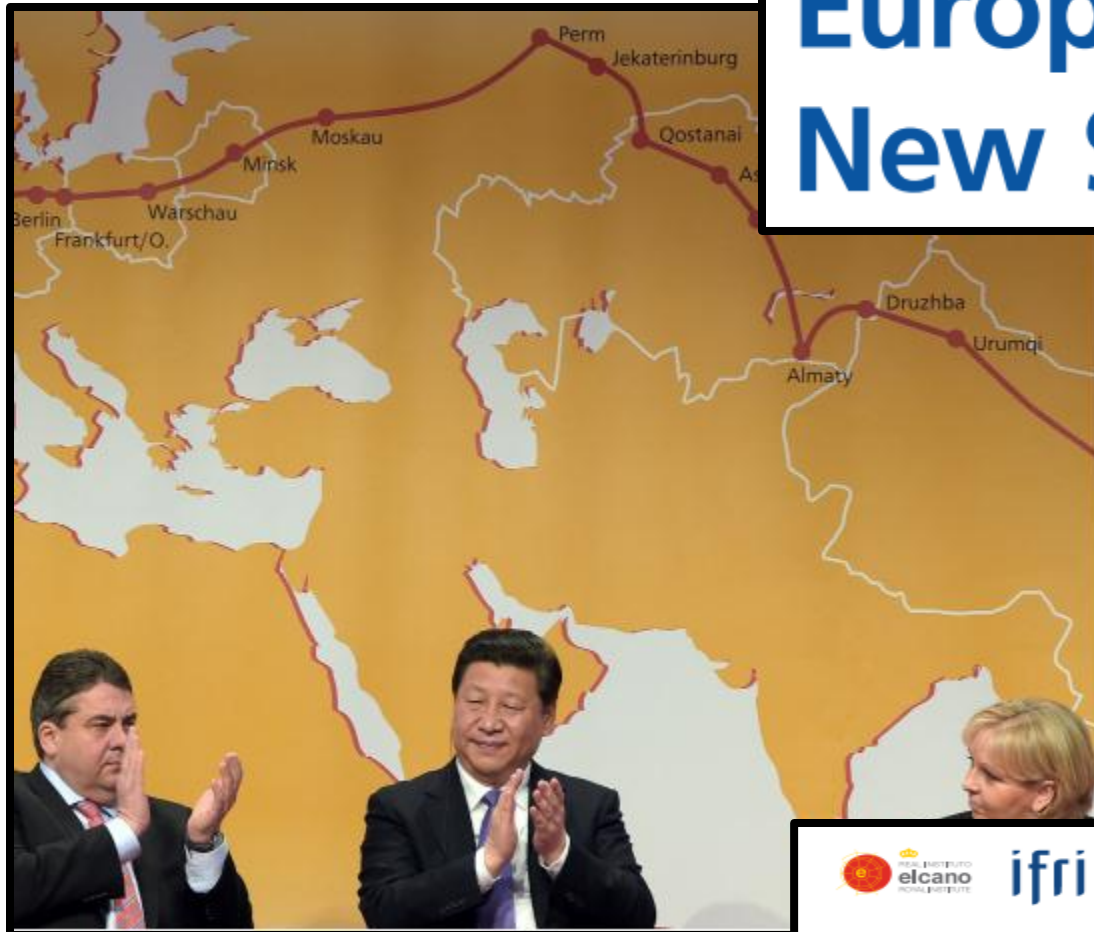 Europ
New S
Perm
Jekaterinburg
Qostanai
As
Moskau
Minsk
Warschau
Berlin
Frankfurt/O.
Druzhba
Urumqi
Almaty
e
REAL INSTITUTO
elcano
ROYAL INSTITUTE
ifri